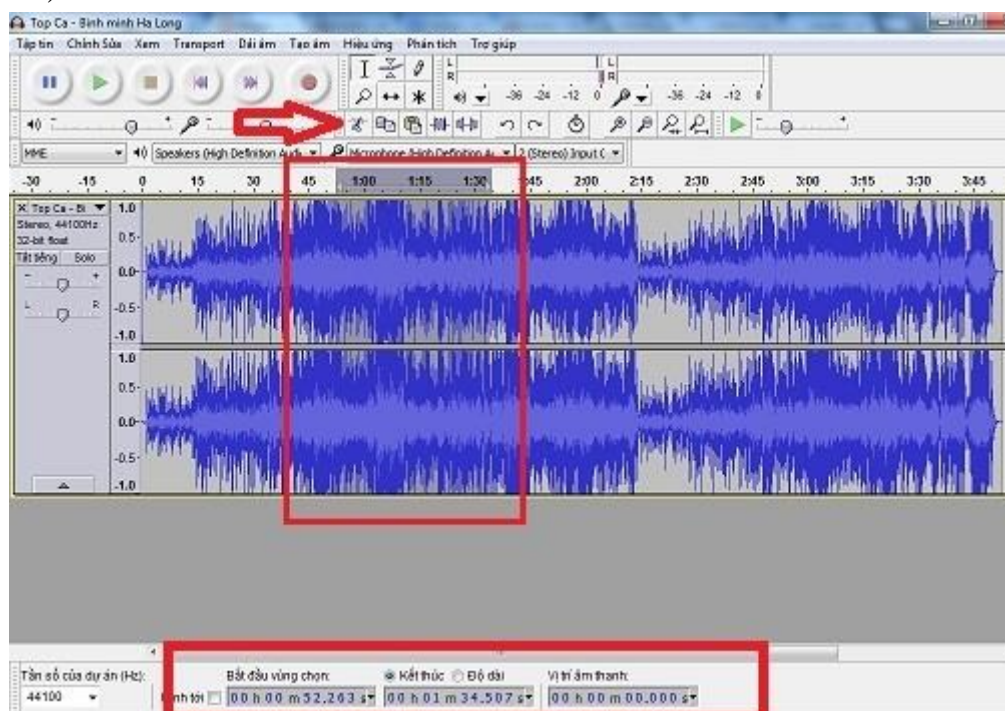 Top Ca - Binh minh Ha Long
Tập tin Chỉnh Sửa Xem Transport Dải âm Tạo âm Hiệu ứng Phân tích Trợ giúp
L
R
-36 -24 -12 0
L
R
-36 -24 -12 0
MME Speakers (High Definition Audi Microphone (High Definition Au 2 (Stereo) Input C
-30 -15 0 15 30 45 1:00 1:15 1:30 1:45 2:00 2:15 2:30 2:45 3:00 3:15 3:30 3:45
X Top Ca - Bi
Stereo, 44100Hz
32-bit float
Tắt tiếng Solo
- +
L R
1.0
0.5
0.0
-0.5
-1.0
1.0
0.5
0.0
-0.5
-1.0
Tần số của dự án (Hz): Bắt đầu vùng chọn: Kết thúc Độ dài Vị trí âm thanh:
44100 tới 00 h 00 m 52.263 s 00 h 01 m 34.507 s 00 h 00 m 00.000 s